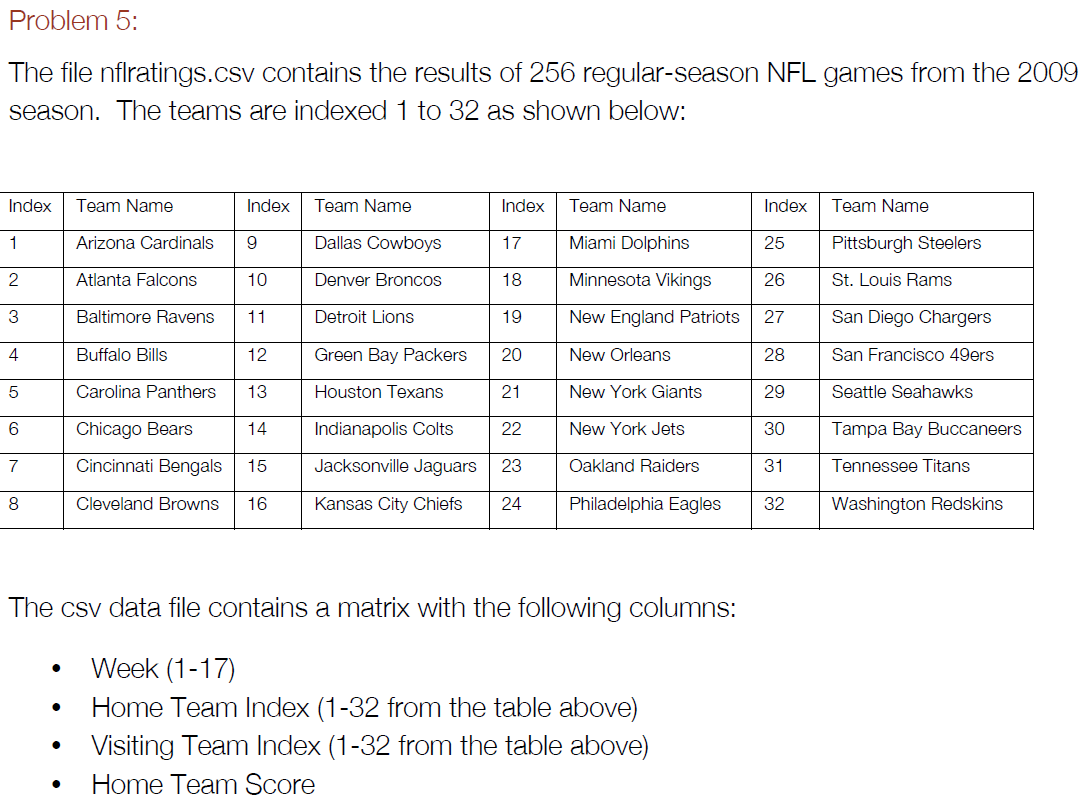 Problem 5:
The file nflratings.csv contains the results of 256 regular-season NFL games from the 2009
season.  The teams are indexed 1 to 32 as shown below:
Index Team Name Index Team Name Index Team Name Index Team Name
1 Arizona Cardinals 9 Dallas Cowboys 17 Miami Dolphins 25 Pittsburgh Steelers
2 Atlanta Falcons 10 Denver Broncos 18 Minnesota Vikings 26 St. Louis Rams
3 Baltimore Ravens 11 Detroit Lions 19 New England Patriots 27 San Diego Chargers
4 Buffalo Bills 12 Green Bay Packers 20 New Orleans 28 San Francisco 49ers
5 Carolina Panthers 13 Houston Texans 21 New York Giants 29 Seattle Seahawks
6 Chicago Bears 14 Indianapolis Colts 22 New York Jets 30 Tampa Bay Buccaneers
7 Cincinnati Bengals 15 Jacksonville Jaguars 23 Oakland Raiders 31 Tennessee Titans
8 Cleveland Browns 16 Kansas City Chiefs 24 Philadelphia Eagles 32 Washington Redskins
The csv data file contains a matrix with the following columns:
• Week (1-17)
• Home Team Index (1-32 from the table above)
• Visiting Team Index (1-32 from the table above)
• Home Team Score